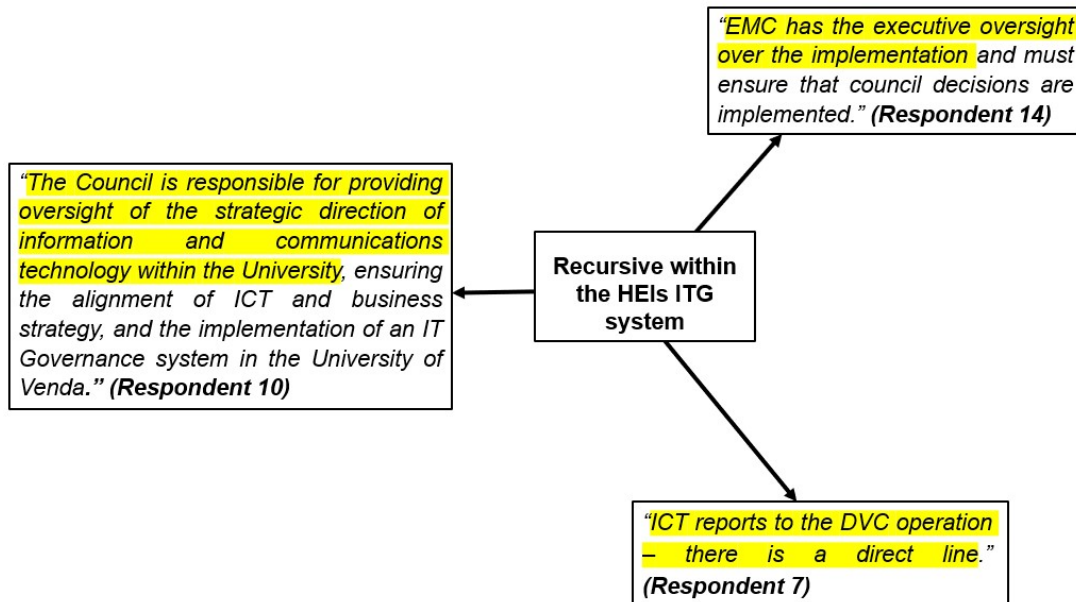 “EMC has the executive oversight
over the implementation and must
ensure that council decisions are
implemented.” (Respondent 14)
“The Council is responsible for providing
oversight of the strategic direction of
information and communications
technology within the University, ensuring
the alignment of ICT and business
strategy, and the implementation of an IT
Governance system in the University of
Venda.” (Respondent 10)
Recursive within
the HEIs ITG
system
“ICT reports to the DVC operation
– there is a direct line.”
(Respondent 7)